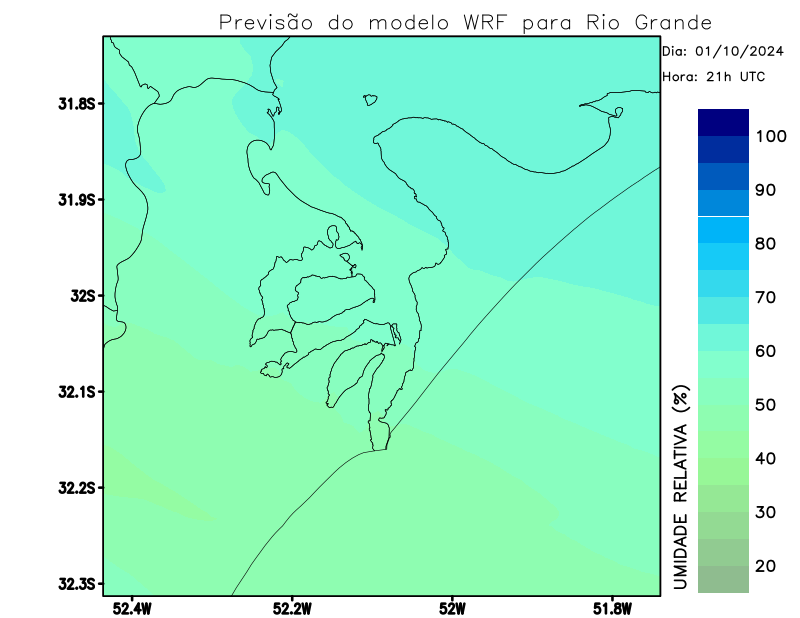 Previsão do modelo WRF para Rio Grande
Dia: 01/10/2024
Hora: 21h UTC
31.8S
31.9S
32S
32.1S
32.2S
32.3S
52.4W
52.2W
52W
51.8W
100
90
80
70
60
50
40
30
20
UMIDADE RELATIVA (%)